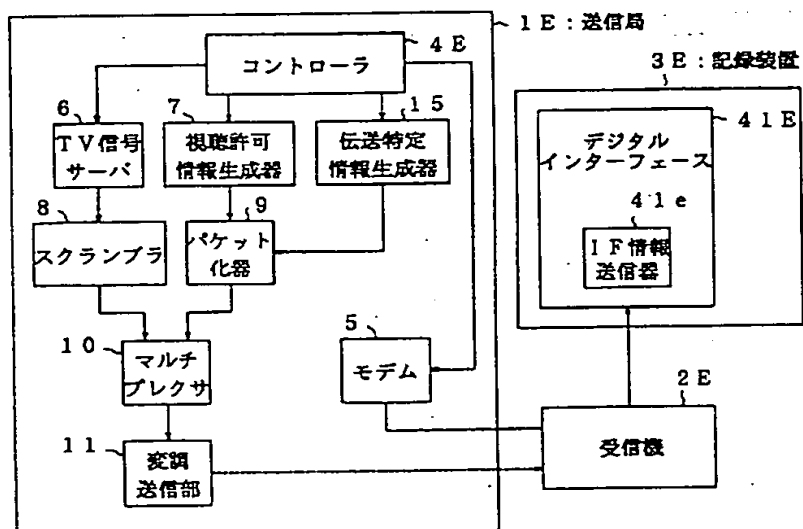 1E:送信局
4E
コントローラ
3E:記録装置
6
7
15
41E
TV信号
サーバ
視聴許可
情報生成器
伝送特定
情報生成器
デジタル
インターフェース
8
9
41e
スクランブラ
パケット
化器
IF情報
送信器
10
5
マルチ
プレクサ
モデム
2E
11
変調
送信部
受信機